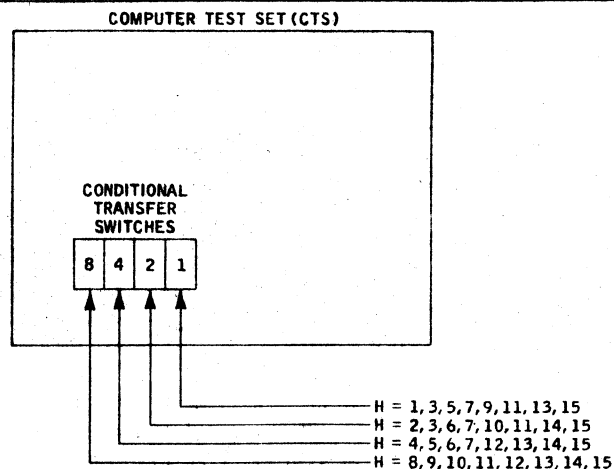 COMPUTER TEST SET (CTS)
CONDITIONAL
TRANSFER
SWITCHES
8 4 2 1
H = 1, 3, 5, 7, 9, 11, 13, 15
H = 2, 3, 6, 7, 10, 11, 14, 15
H = 4, 5, 6, 7, 12, 13, 14, 15
H = 8, 9, 10, 11, 12, 13, 14, 15